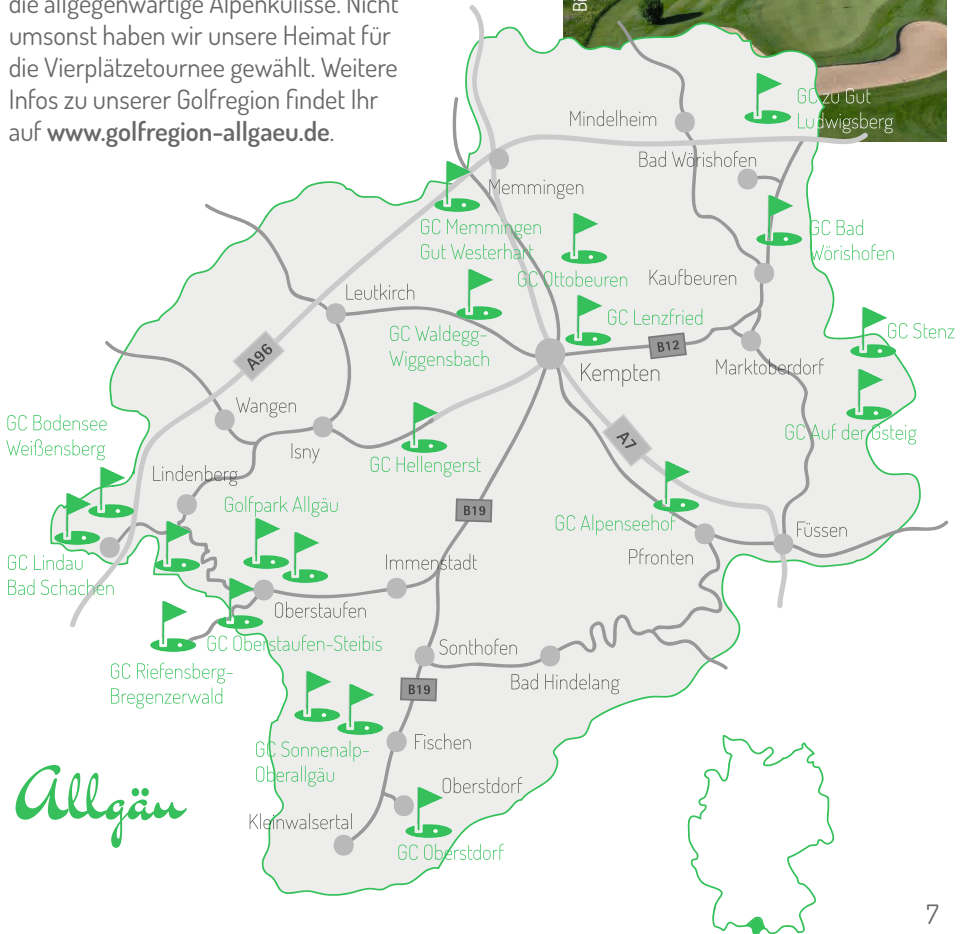 die allgegenwärtige Alpenkulisse. Nicht
umsonst haben wir unsere Heimat für
die Vierplätzetournee gewählt. Weitere
Infos zu unserer Golfregion findet Ihr
auf www.golfregion-allgaeu.de.
GC zu Gut
Ludwigsberg
Mindelheim
Bad Wörishofen
Memmingen
GC Memmingen
Gut Westerhart
GC Ottobeuren
GC Bad
Wörishofen
Kaufbeuren
Leutkirch
GC Lenzfried
GC Stenz
GC Waldegg-
Wiggensbach
B12
A96
Kempten
Marktoberdorf
Wangen
GC Bodensee
Weißensberg
Isny
A7
GC Auf der Gsteig
GC Hellengerst
Lindenberg
Golfpark Allgäu
B19
GC Alpenseehof
Füssen
Pfronten
GC Lindau
Bad Schachen
Immenstadt
Oberstaufen
GC Oberstaufen-Steibis
Sonthofen
GC Riefensberg-
Bregenzerwald
Bad Hindelang
B19
Fischen
GC Sonnenalp-
Oberallgäu
Oberstdorf
Allgäu
Kleinwalsertal
GC Oberstdorf
7